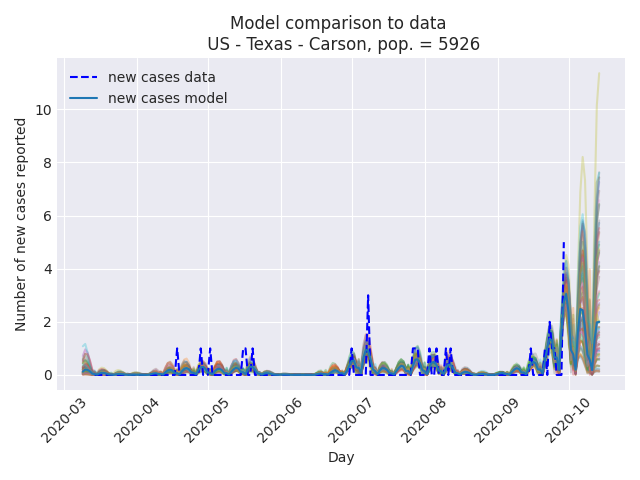 Model comparison to data
US - Texas - Carson, pop. = 5926
new cases data
new cases model
Number of new cases reported
10
8
6
4
2
0
2020-03
2020-04
2020-05
2020-06
2020-07
2020-08
2020-09
2020-10
Day